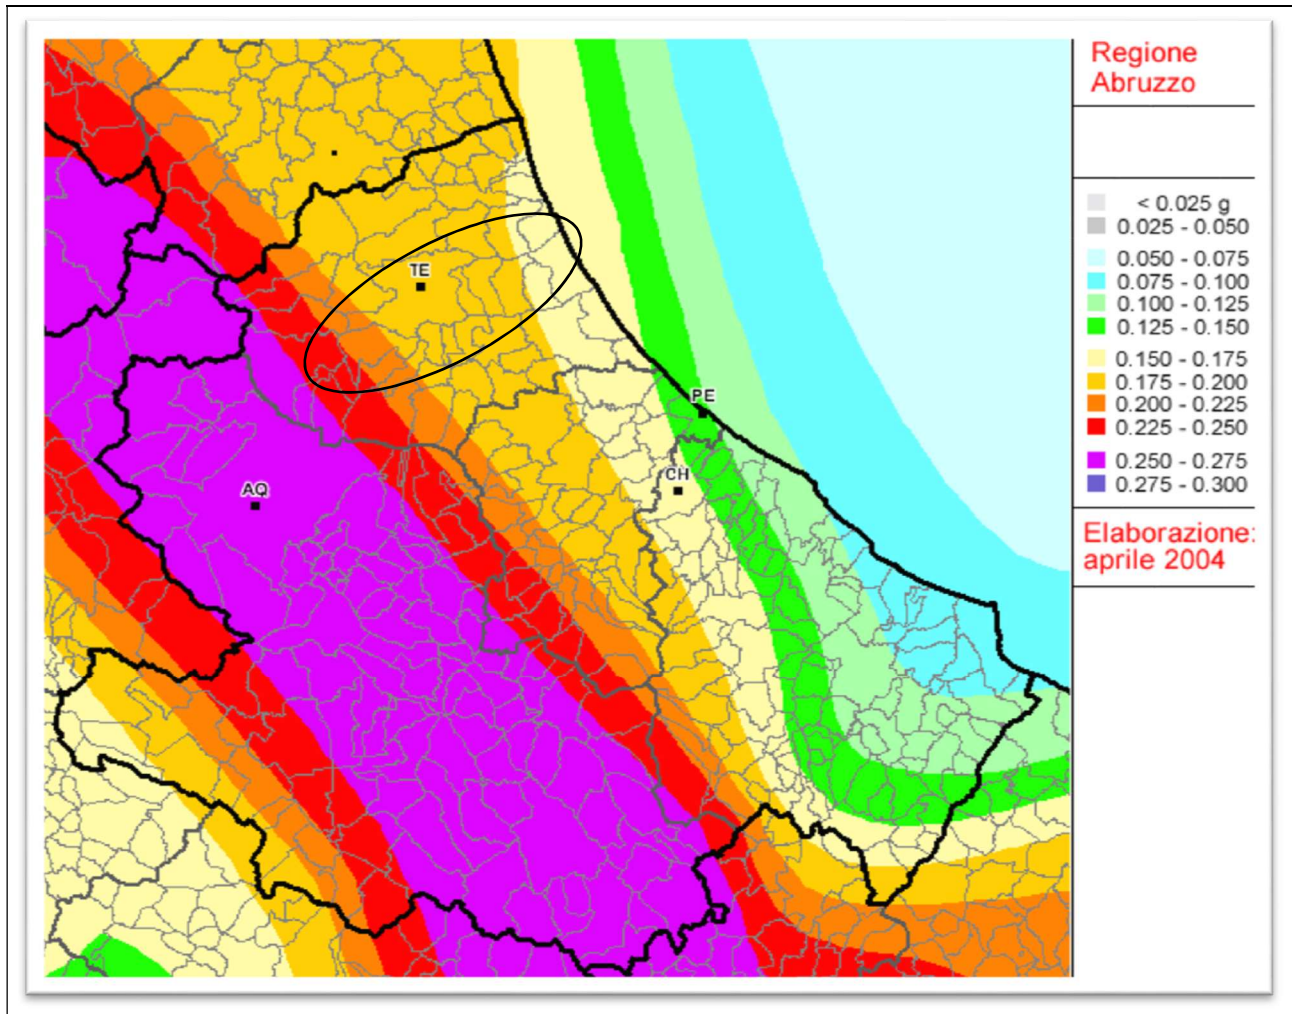 Regione
Abruzzo
< 0.025 g
0.025 - 0.050
0.050 - 0.075
0.075 - 0.100
0.100 - 0.125
0.125 - 0.150
0.150 - 0.175
0.175 - 0.200
0.200 - 0.225
0.225 - 0.250
0.250 - 0.275
0.275 - 0.300
Elaborazione:
aprile 2004
TE
PE
CH
AQ